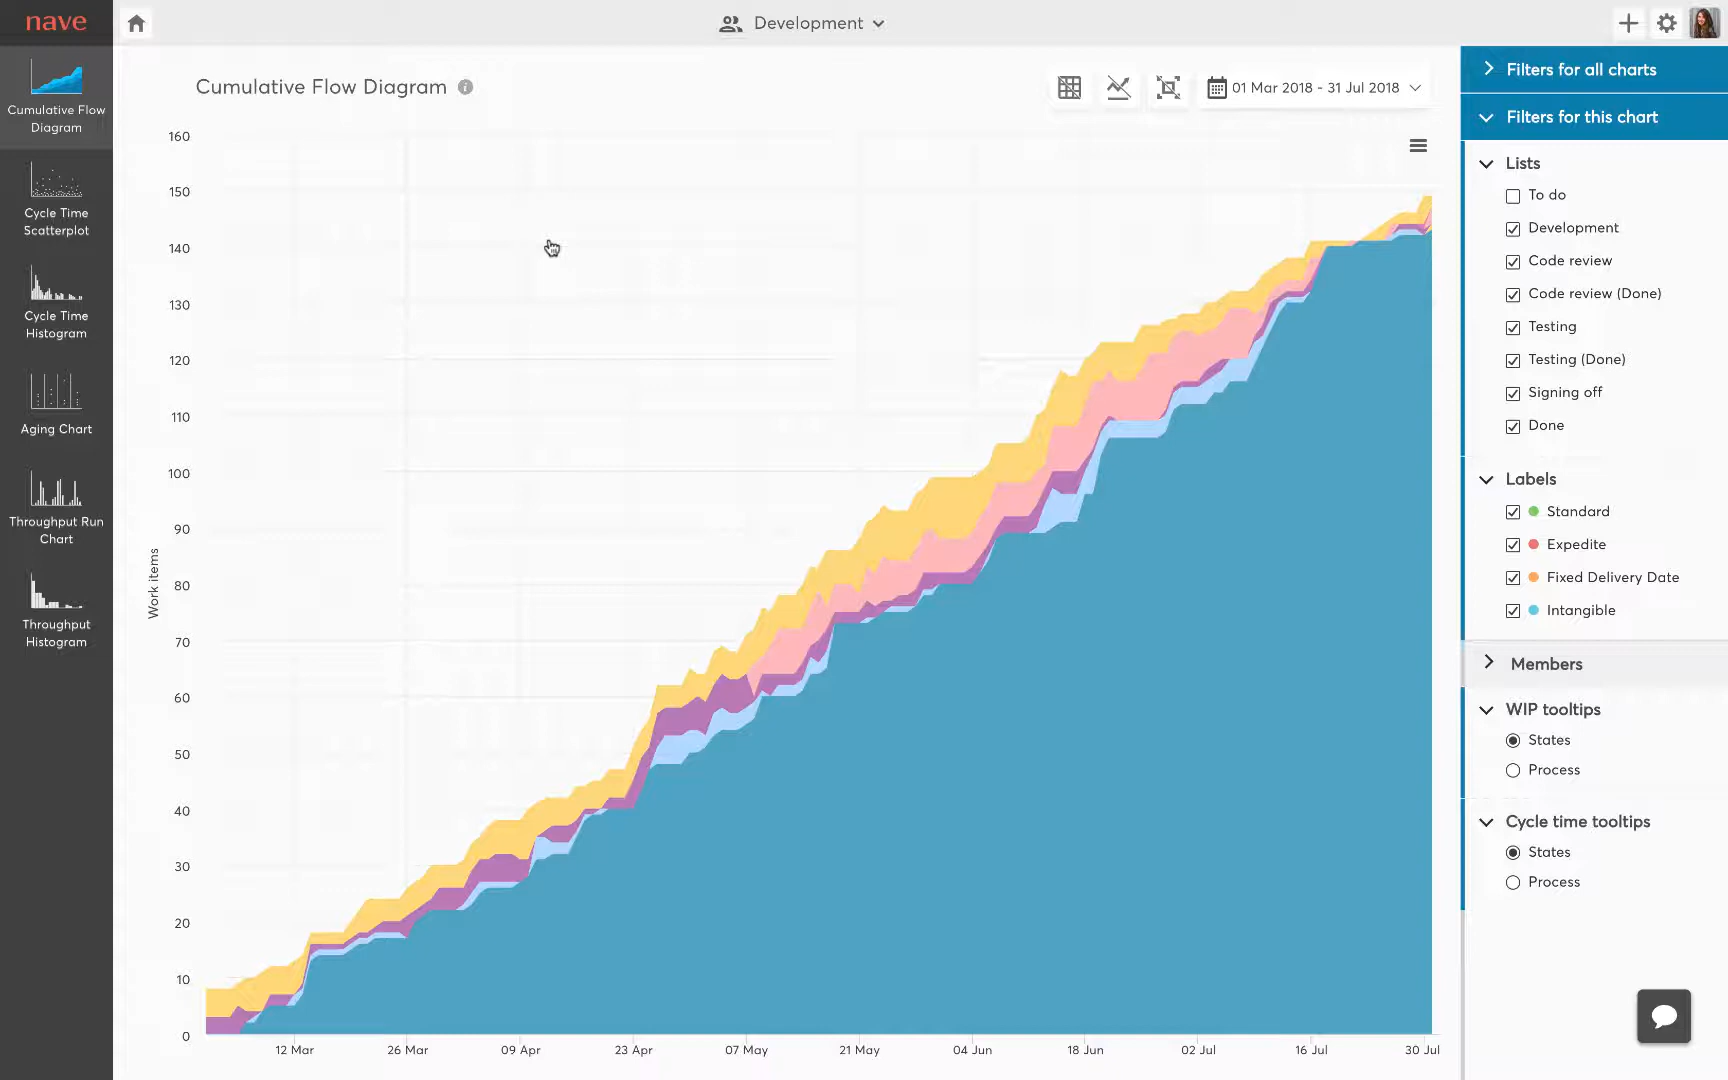 nave
Development
Cumulative Flow
Diagram
Cycle Time
Scatterplot
Cycle Time
Histogram
Aging Chart
Throughput Run
Chart
Throughput
Histogram
Cumulative Flow Diagram
i
01 Mar 2018 - 31 Jul 2018
160
150
140
130
120
110
100
90
80
70
60
50
40
30
20
10
0
Work items
12 Mar
26 Mar
09 Apr
23 Apr
07 May
21 May
04 Jun
18 Jun
02 Jul
16 Jul
30 Jul
Filters for all charts
Filters for this chart
Lists
To do
Development
Code review
Code review (Done)
Testing
Testing (Done)
Signing off
Done
Labels
Standard
Expedite
Fixed Delivery Date
Intangible
Members
WIP tooltips
States
Process
Cycle time tooltips
States
Process